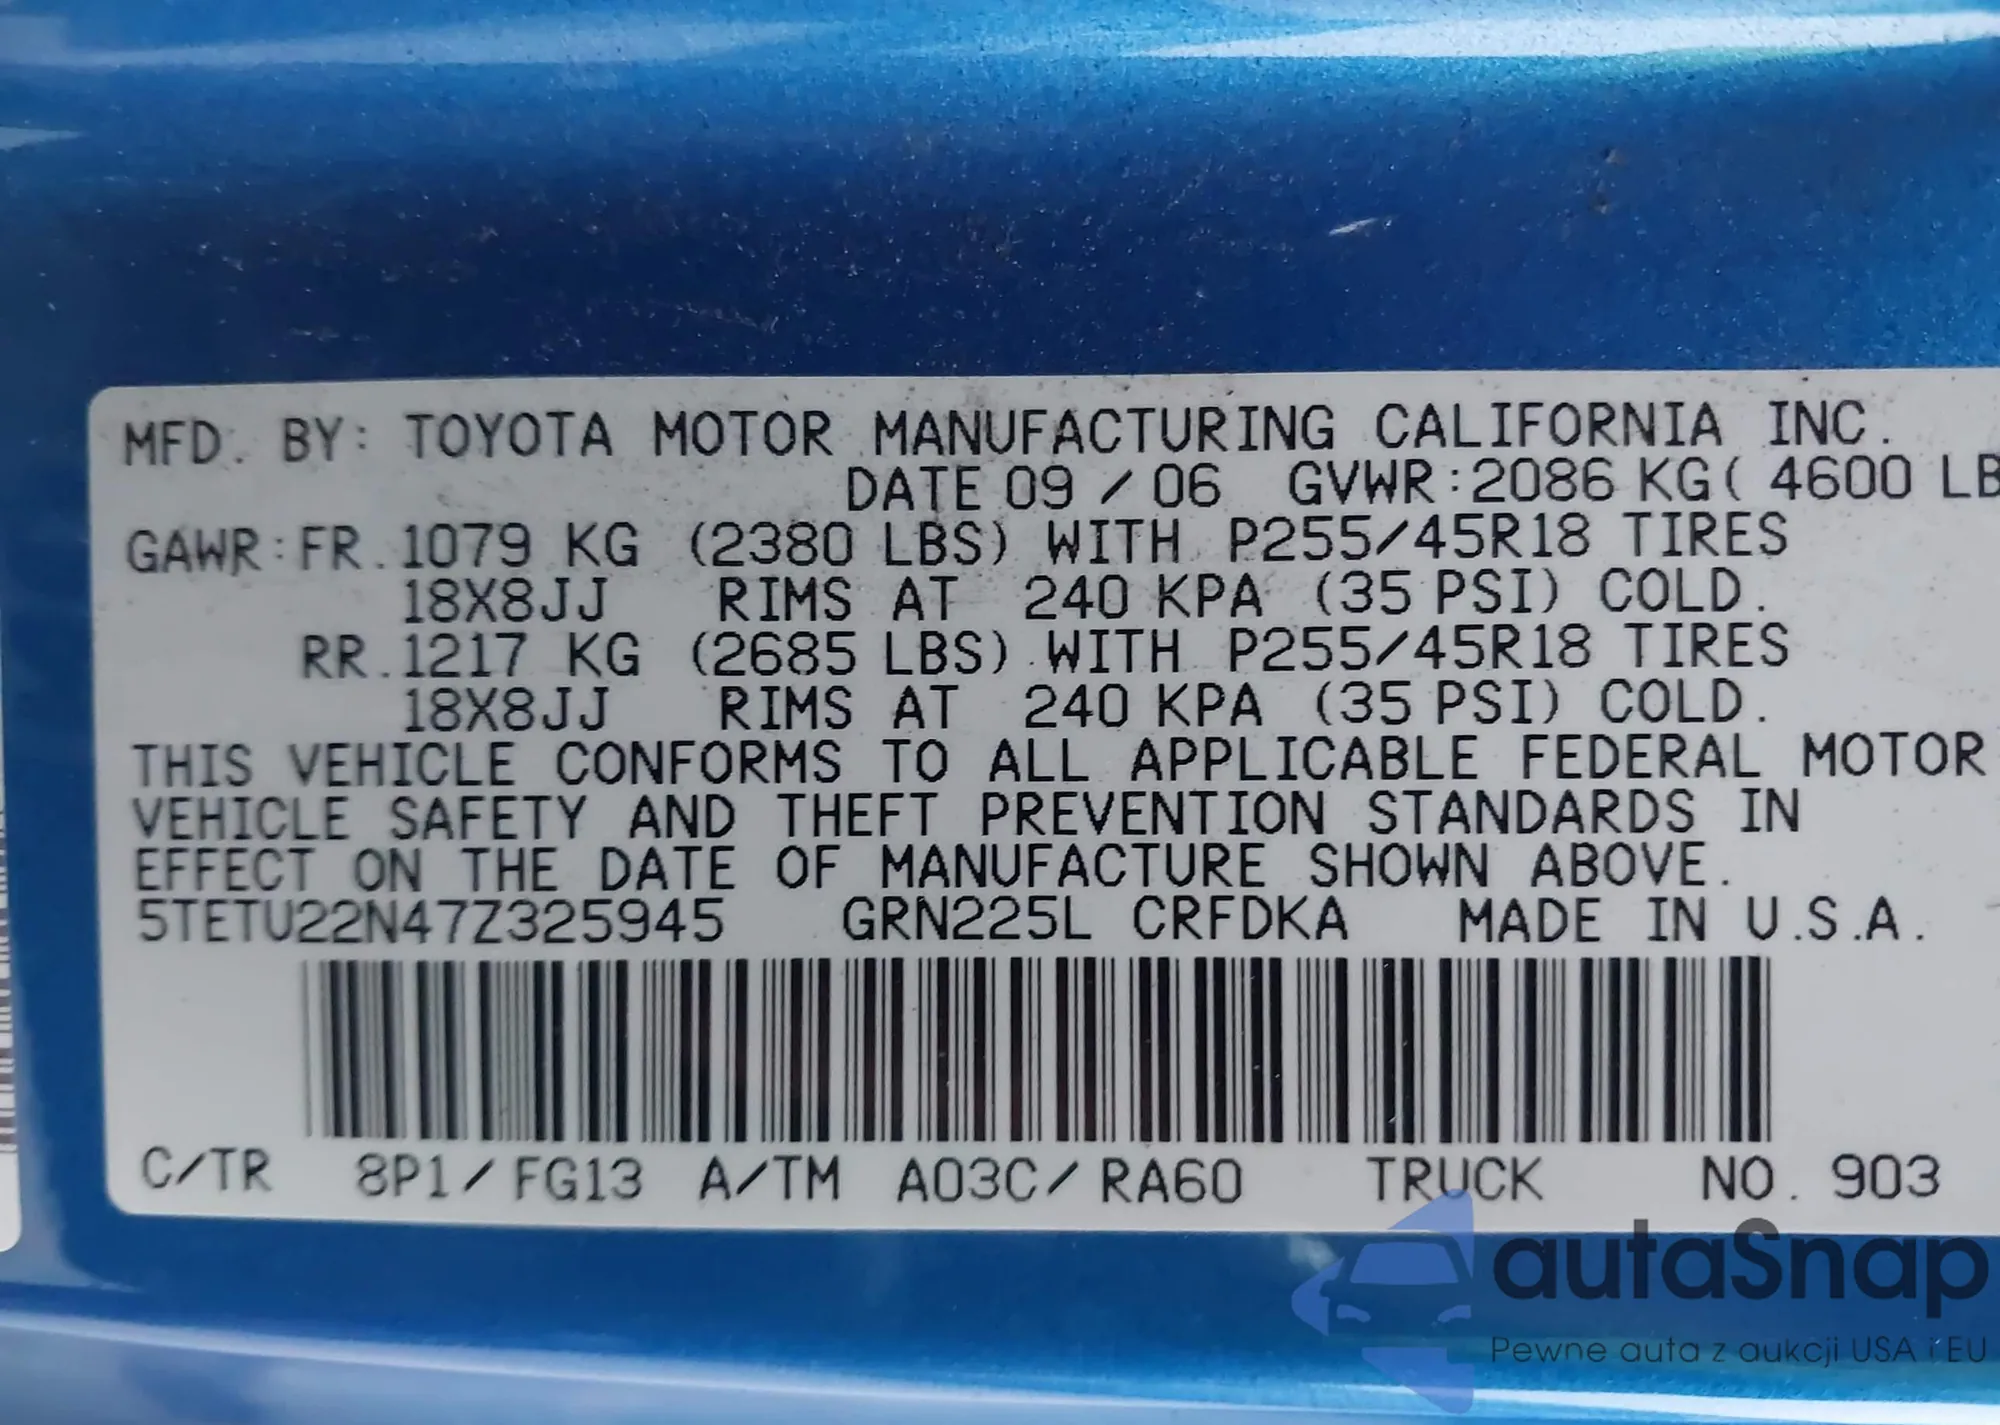 MFD. BY: TOYOTA MOTOR MANUFACTURING CALIFORNIA INC.
DATE 09 / 06 GVWR:2086 KG( 4600 LB
GAWR:FR.1079 KG (2380 LBS) WITH P255/45R18 TIRES
18X8JJ RIMS AT 240 KPA (35 PSI) COLD.
RR.1217 KG (2685 LBS) WITH P255/45R18 TIRES
18X8JJ RIMS AT 240 KPA (35 PSI) COLD.
THIS VEHICLE CONFORMS TO ALL APPLICABLE FEDERAL MOTOR
VEHICLE SAFETY AND THEFT PREVENTION STANDARDS IN
EFFECT ON THE DATE OF MANUFACTURE SHOWN ABOVE.
5TETU22N47Z325945 GRN225L CRFDKA MADE IN U.S.A.
C/TR 8P1/FG13 A/TM A03C/RA60 TRUCK NO. 903
autaSnap
Pewne auta z aukcji USA i EU